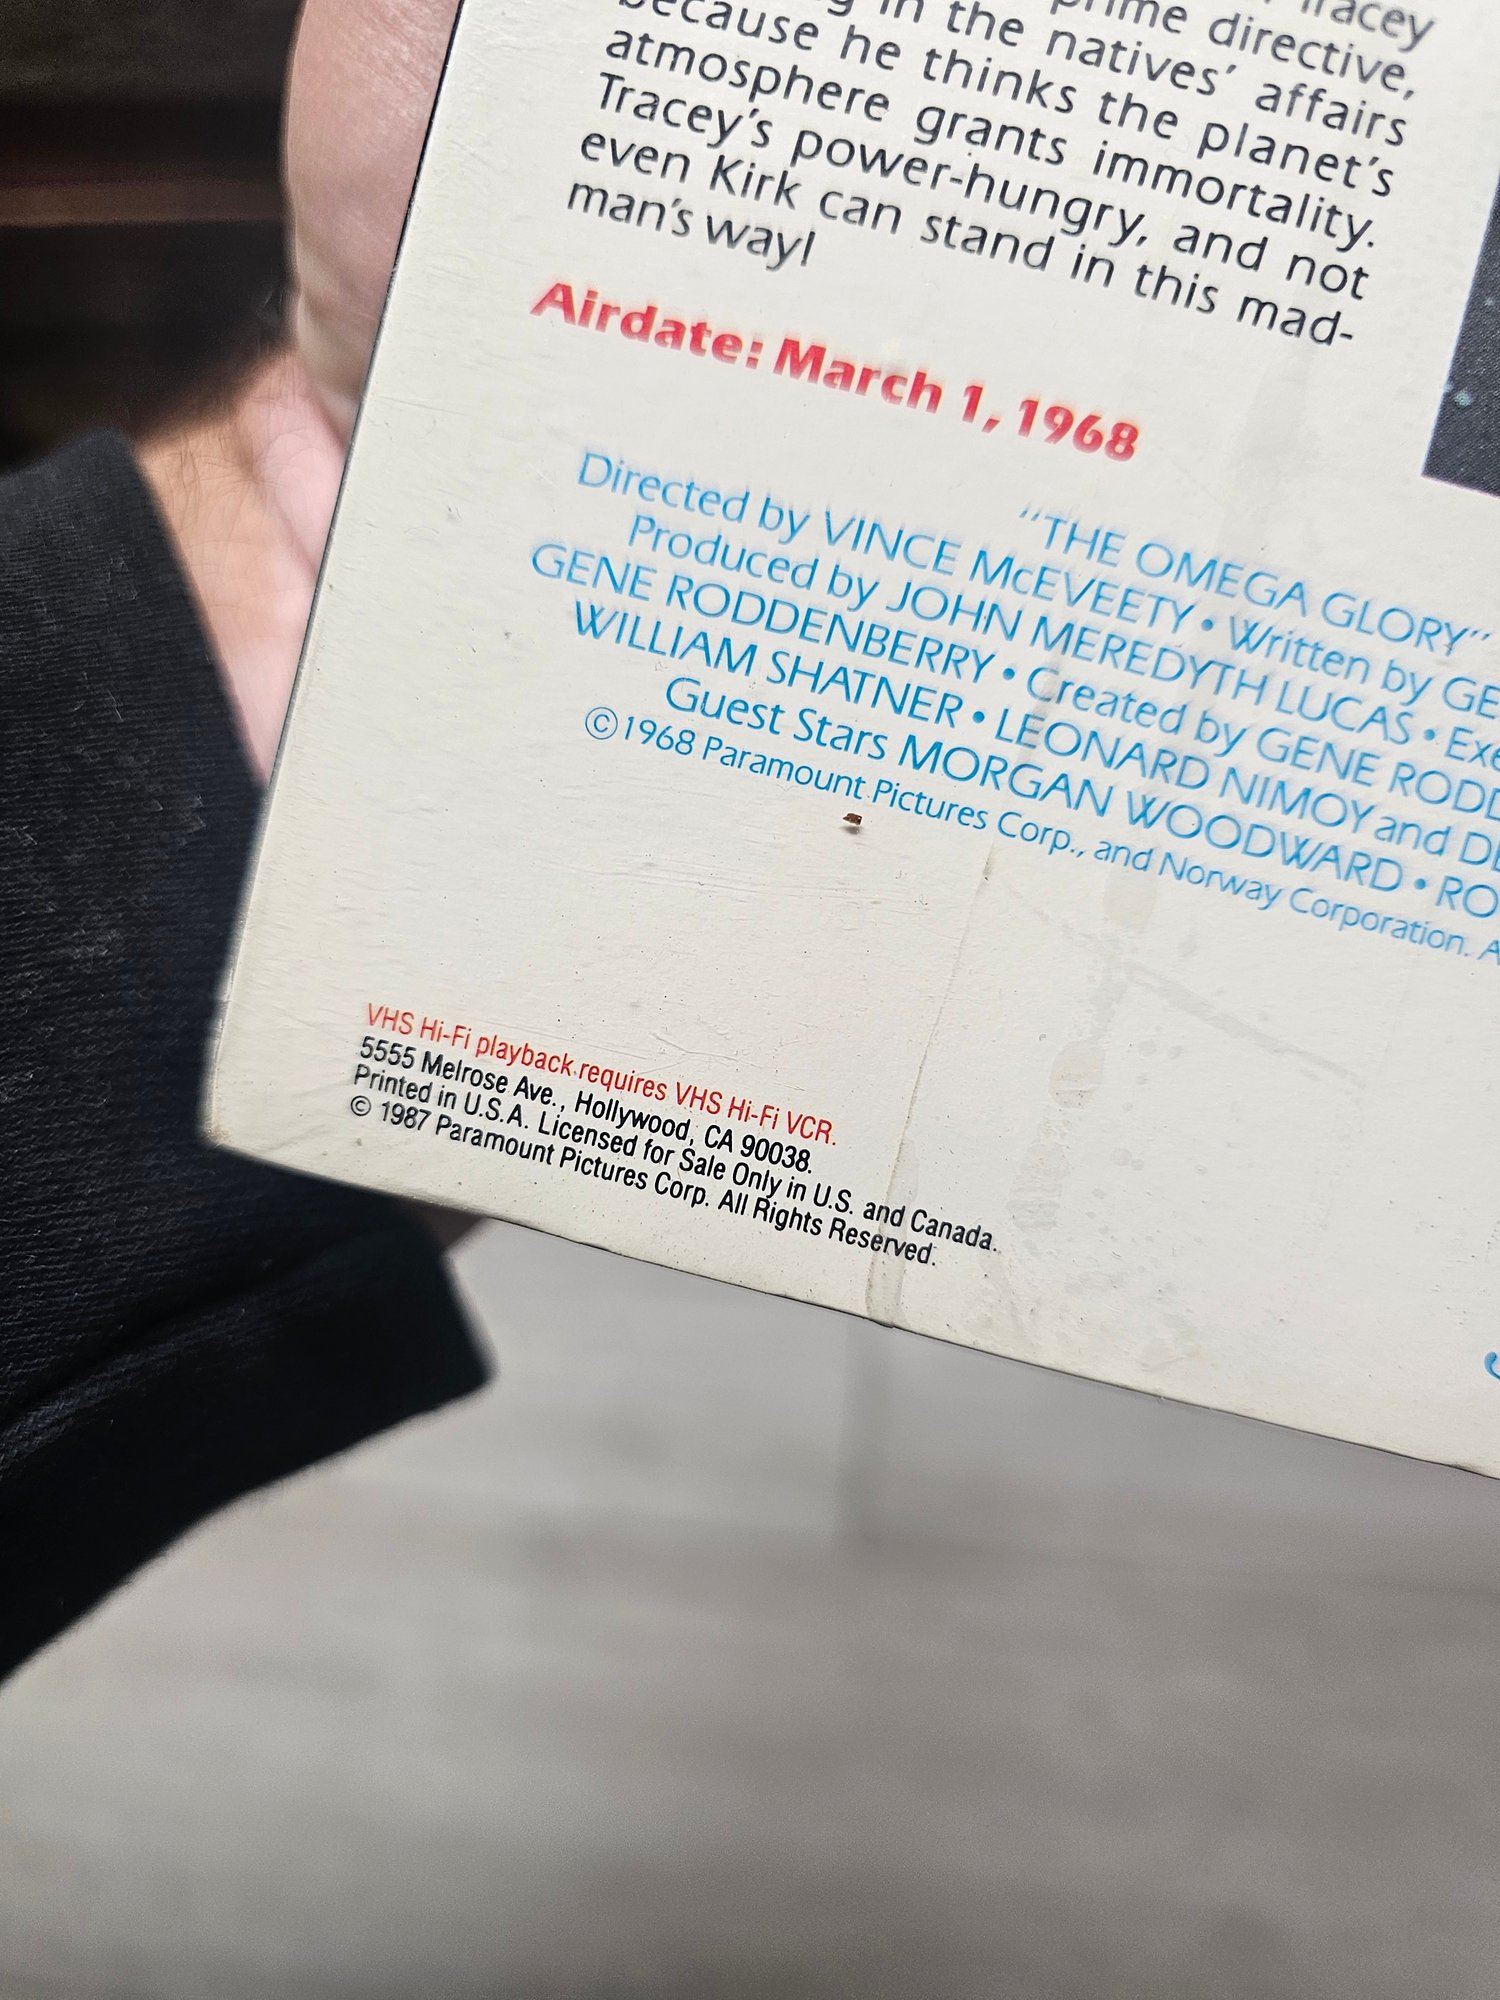 Tracey
prime directive,
in the natives' affairs
because he thinks the planet's
atmosphere grants immortality.
Tracey's power-hungry, and not
even Kirk can stand in this mad-
man's way!
Airdate: March 1, 1968
"THE OMEGA GLORY"
Directed by VINCE McEVEETY • Written by GE
Produced by JOHN MEREDYTH LUCAS • Exe
GENE RODDENBERRY • Created by GENE RODD
WILLIAM SHATNER • LEONARD NIMOY and DE
Guest Stars MORGAN WOODWARD • RO
©1968 Paramount Pictures Corp., and Norway Corporation. A
VHS Hi-Fi playback requires VHS Hi-Fi VCR.
5555 Melrose Ave., Hollywood, CA 90038.
Printed in U.S.A. Licensed for Sale Only in U.S. and Canada.
© 1987 Paramount Pictures Corp. All Rights Reserved.